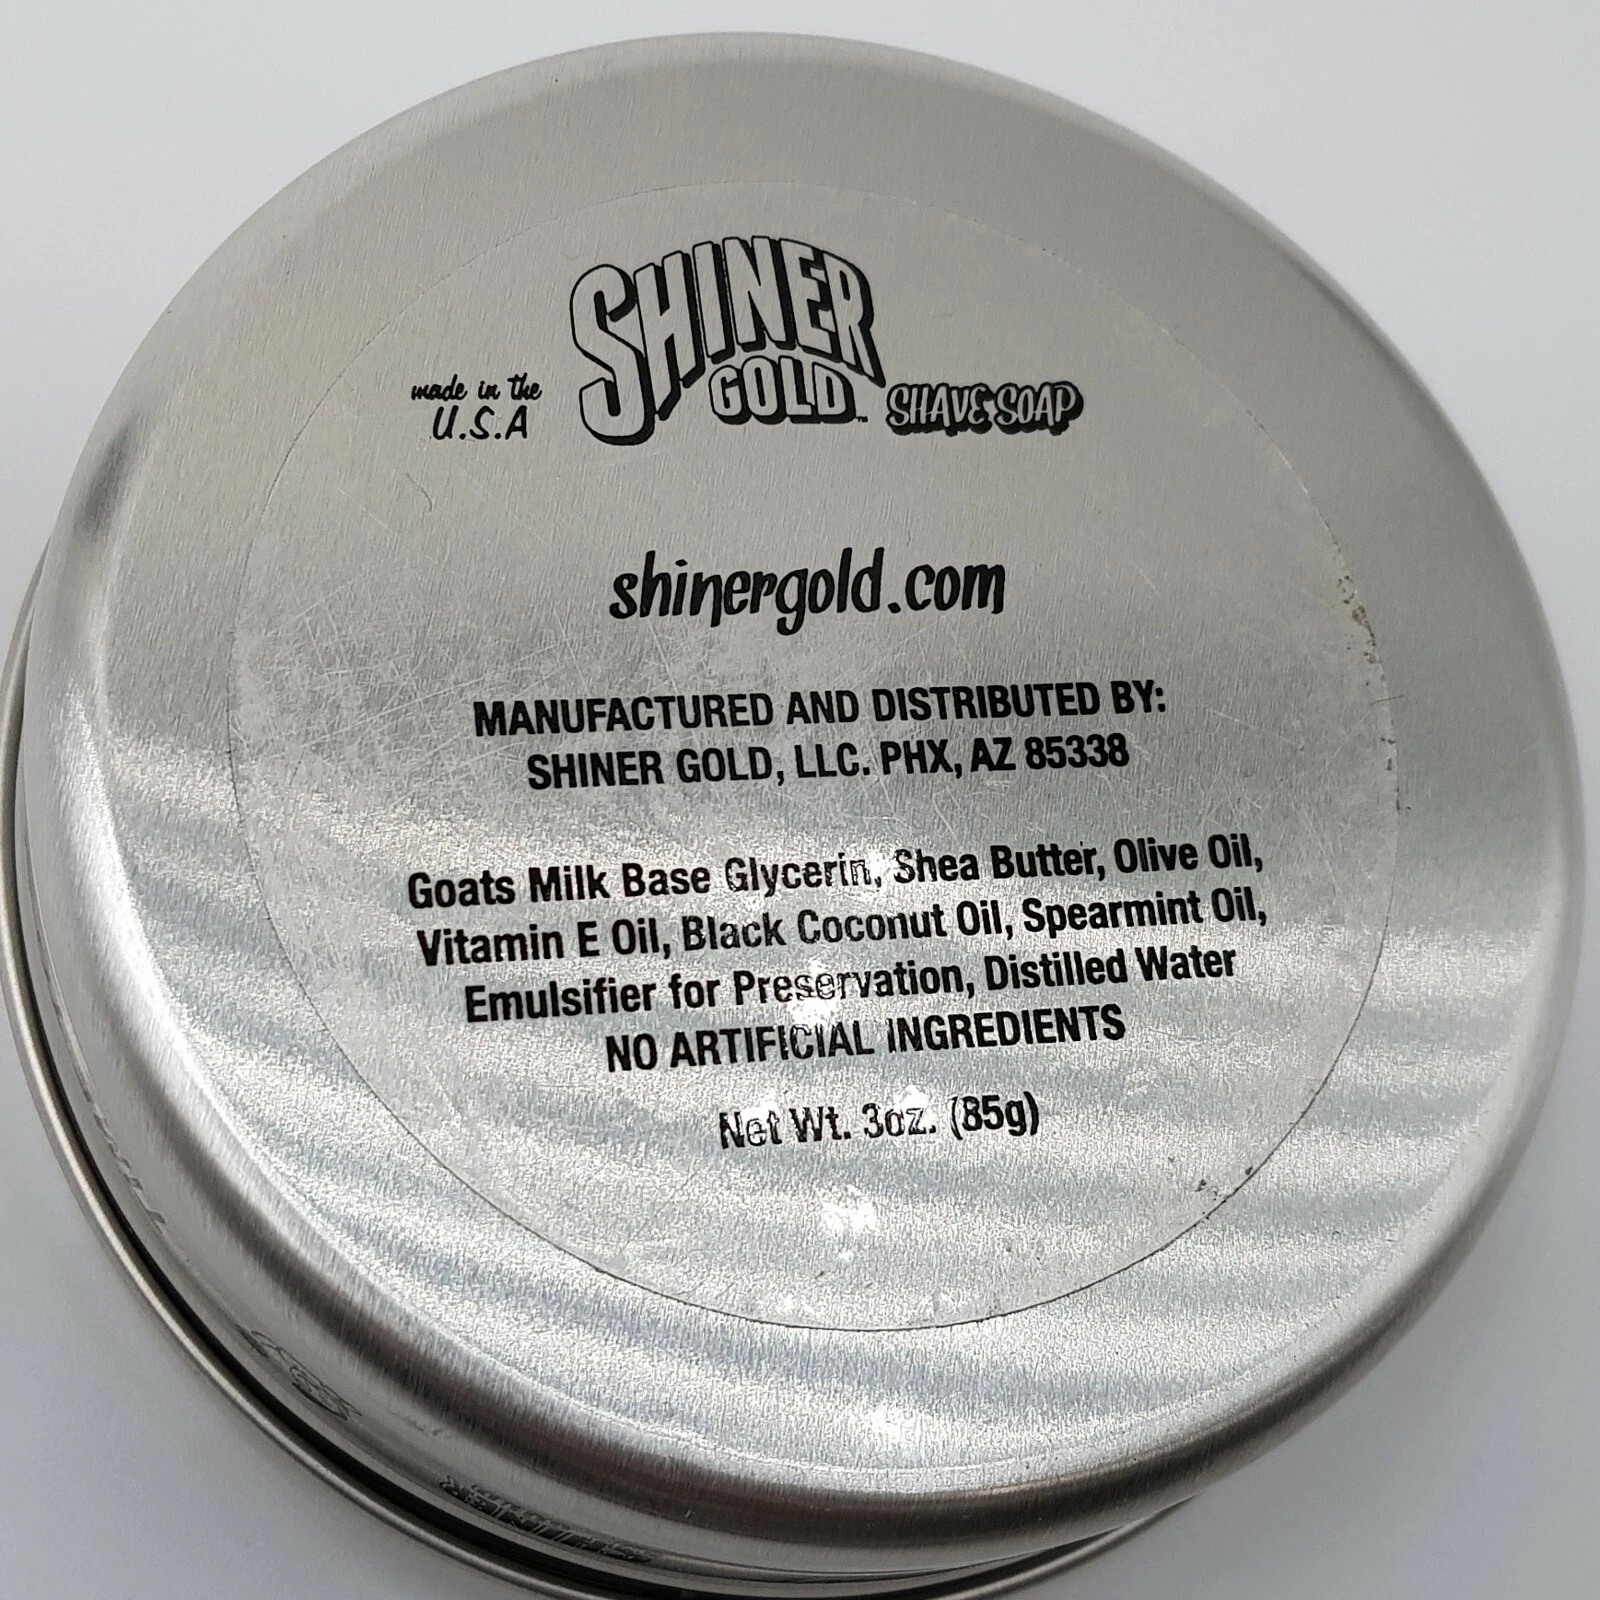 made in the
U.S.A
SHINER
GOLD™
SHAVE SOAP
shinergold.com
MANUFACTURED AND DISTRIBUTED BY:
SHINER GOLD, LLC. PHX, AZ 85338
Goats Milk Base Glycerin, Shea Butter, Olive Oil,
Vitamin E Oil, Black Coconut Oil, Spearmint Oil,
Emulsifier for Preservation, Distilled Water
NO ARTIFICIAL INGREDIENTS
Net Wt. 3oz. (85g)